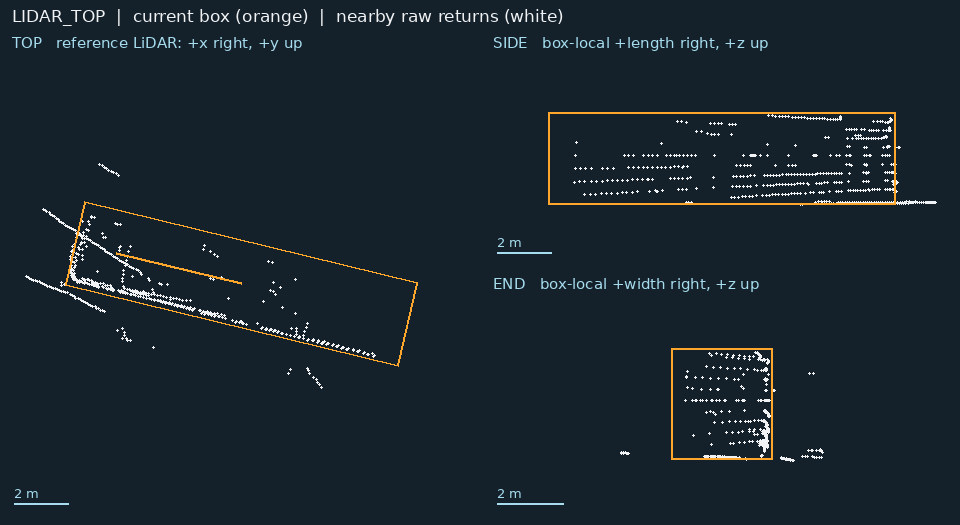 LIDAR_TOP  |  current box (orange)  |  nearby raw returns (white)
TOP   reference LiDAR: +x right, +y up
SIDE   box-local +length right, +z up
2 m
END   box-local +width right, +z up
2 m
2 m